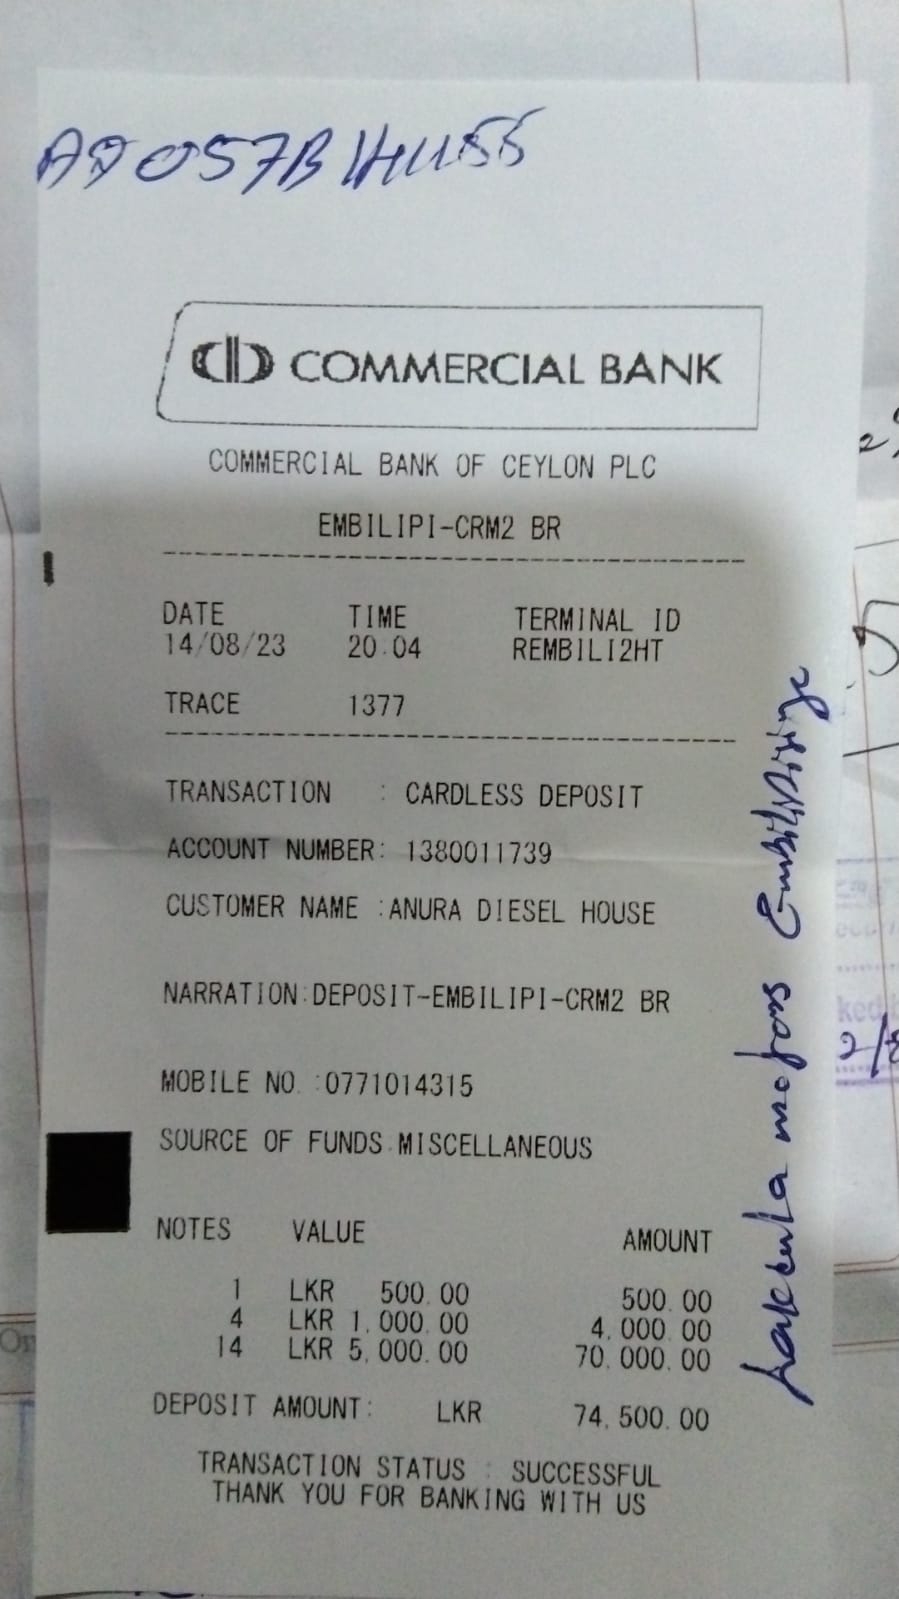 COMMERCIAL BANK
COMMERCIAL BANK OF CEYLON PLC
EMBILIPI-CRM2 BR
DATE TIME TERMINAL ID
14/08/23 20:04 REMBILI2HT
TRACE 1377
TRANSACTION : CARDLESS DEPOSIT
ACCOUNT NUMBER: 1380011739
CUSTOMER NAME :ANURA DIESEL HOUSE
NARRATION:DEPOSIT-EMBILIPI-CRM2 BR
MOBILE NO. :0771014315
SOURCE OF FUNDS:MISCELLANEOUS
NOTES VALUE AMOUNT
1 LKR 500.00 500.00
4 LKR 1,000.00 4,000.00
14 LKR 5,000.00 70,000.00
DEPOSIT AMOUNT: LKR 74,500.00
TRANSACTION STATUS : SUCCESSFUL
THANK YOU FOR BANKING WITH US